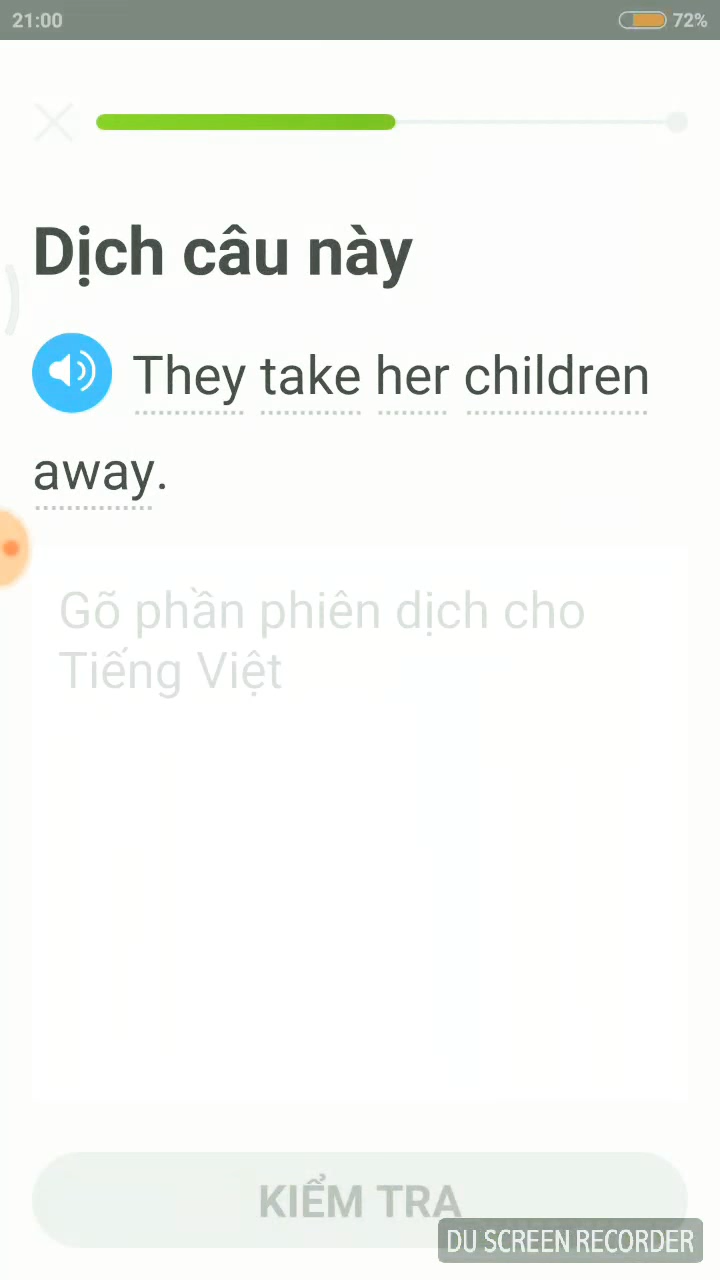 21:00 72%
Dịch câu này
They take her children
away.
Gõ phần phiên dịch cho
Tiếng Việt
KIỂM TRA
DU SCREEN RECORDER